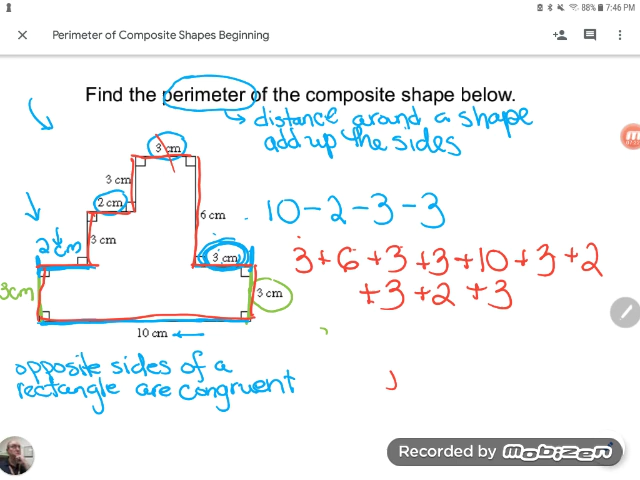 88% 7:46 PM
Perimeter of Composite Shapes Beginning
Find the perimeter of the composite shape below.
distance around a shape
add up the sides
3 cm
3 cm
2 cm
6 cm
10 - 2 - 3 - 3
2 cm
3 cm
3 cm
3 + 6 + 3 + 3 + 10 + 3 + 2
+ 3 + 2 + 3
3cm
3 cm
10 cm
opposite sides of a
rectangle are congruent
Recorded by mobizen